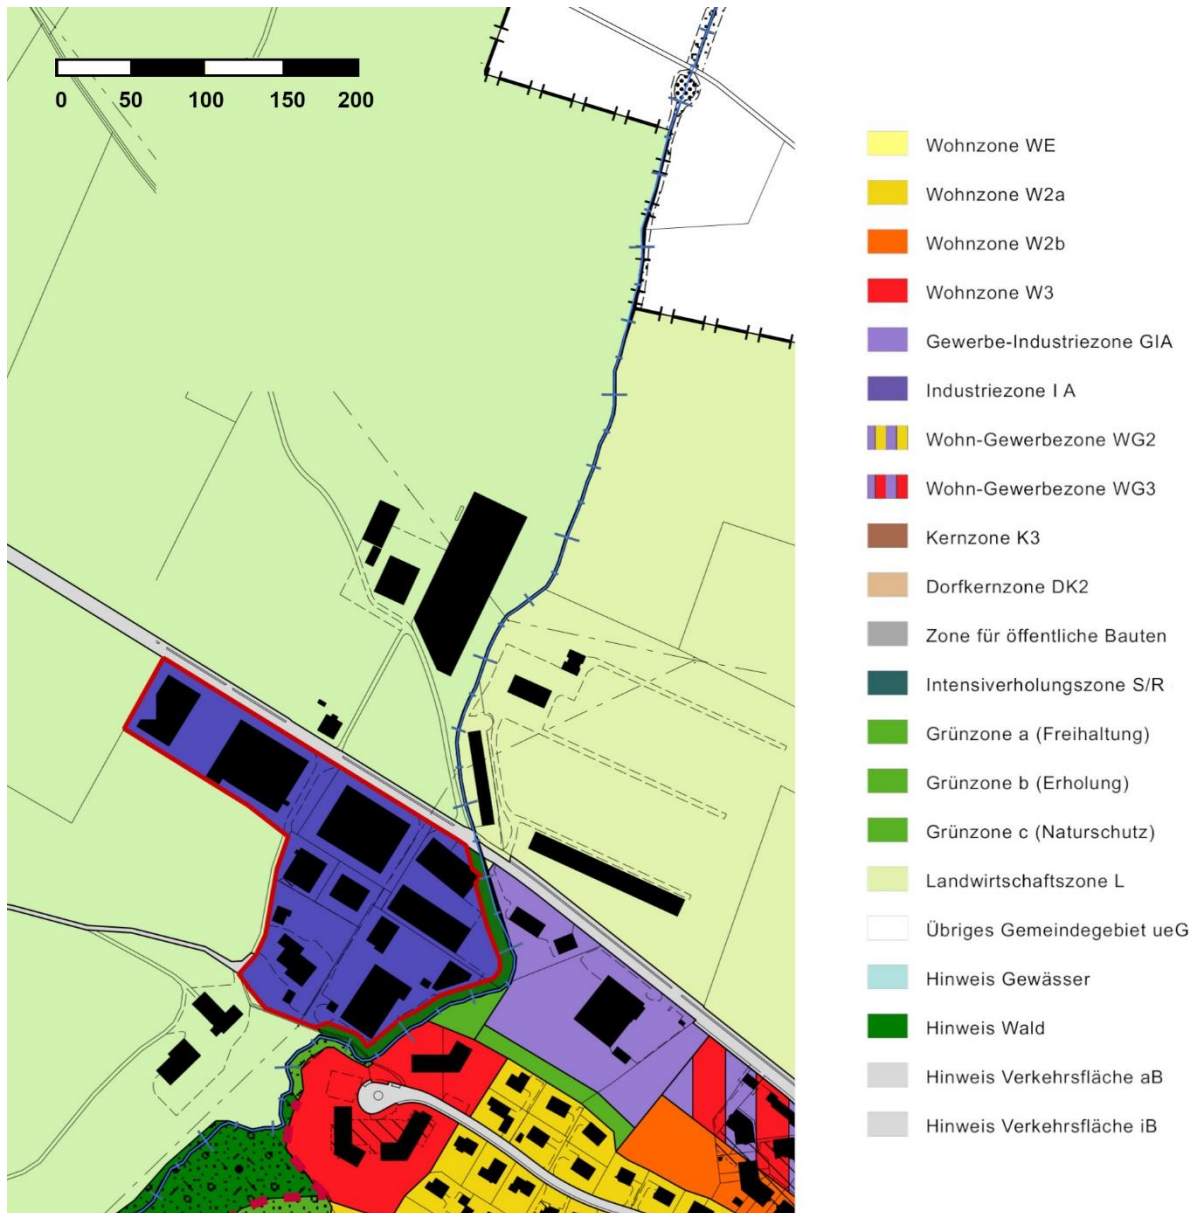 0 50 100 150 200
Wohnzone WE
Wohnzone W2a
Wohnzone W2b
Wohnzone W3
Gewerbe-Industriezone GIA
Industriezone I A
Wohn-Gewerbezone WG2
Wohn-Gewerbezone WG3
Kernzone K3
Dorfkernzone DK2
Zone für öffentliche Bauten
Intensiverholungszone S/R
Grünzone a (Freihaltung)
Grünzone b (Erholung)
Grünzone c (Naturschutz)
Landwirtschaftszone L
Übriges Gemeindegebiet ueG
Hinweis Gewässer
Hinweis Wald
Hinweis Verkehrsfläche aB
Hinweis Verkehrsfläche iB